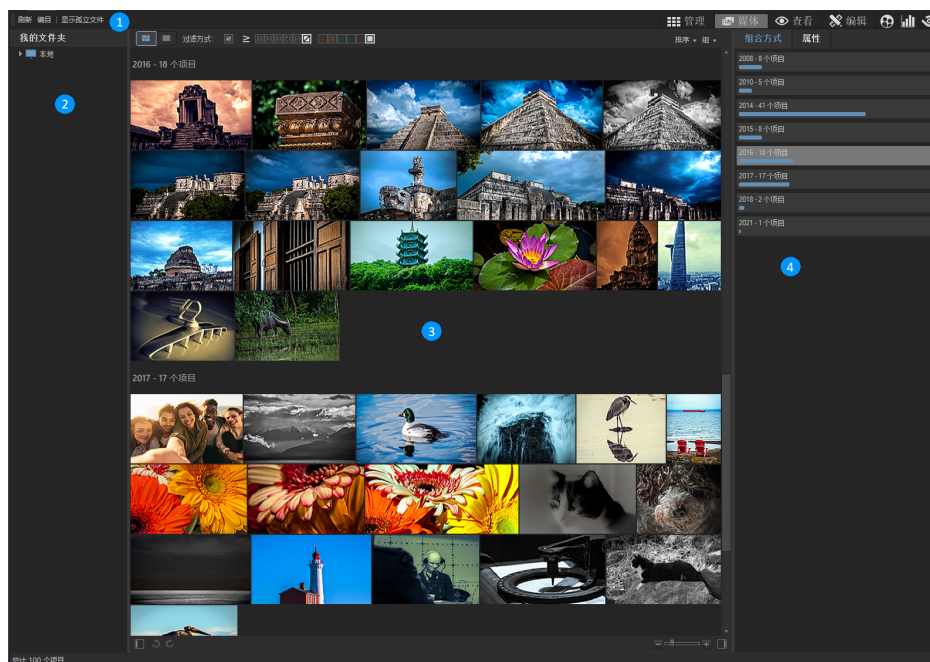 刷新 编目 显示孤立文件
1
管理 媒体 查看 编辑
我的文件夹
过滤方式:
排序 组
组合方式 属性
本地
2
2016 - 18 个项目
3
2017 - 17 个项目
2008 - 8 个项目
2010 - 5 个项目
2014 - 41 个项目
2015 - 8 个项目
2016 - 18 个项目
2017 - 17 个项目
2018 - 2 个项目
2021 - 1 个项目
4
总计 100 个项目